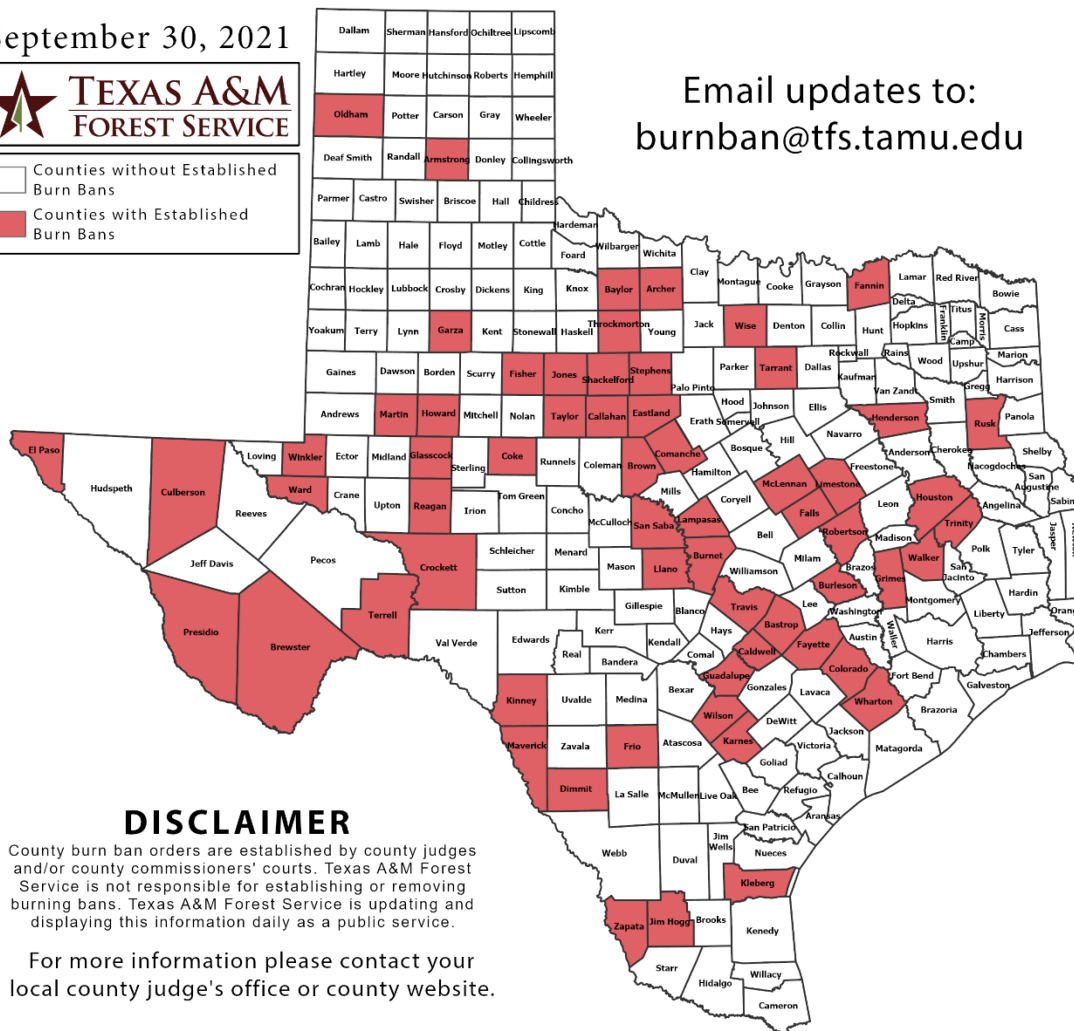 September 30, 2021
TEXAS A&M
FOREST SERVICE
Counties without Established
Burn Bans
Counties with Established
Burn Bans
Email updates to:
burnban@tfs.tamu.edu
Dallam Sherman Hansford Ochiltree Lipscomb
Hartley Moore Hutchinson Roberts Hemphill
Oldham Potter Carson Gray Wheeler
Deaf Smith Randall Armstrong Donley Collingsworth
Parmer Castro Swisher Briscoe Hall Childress
Hardeman
Bailey Lamb Hale Floyd Motley Cottle Foard Wilbarger Wichita
Clay Montague Cooke Grayson Fannin Lamar Red River Bowie
Cochran Hockley Lubbock Crosby Dickens King Knox Baylor Archer
Delta Franklin Titus Morris Cass
Yoakum Terry Lynn Garza Kent Stonewall Haskell Throckmorton Young Jack Wise Denton Collin Hunt Hopkins Camp
Rockwall Rains Wood Upshur Marion
Gaines Dawson Borden Scurry Fisher Jones Shackelford Stephens Palo Pinto Parker Tarrant Dallas Kaufman Van Zandt Gregg Harrison
Smith
Andrews Martin Howard Mitchell Nolan Taylor Callahan Eastland Erath Hood Somervell Johnson Ellis Henderson Rusk Panola
El Paso Hudspeth Culberson Reeves Loving Winkler Ector Midland Glasscock Sterling Coke Runnels Coleman Brown Comanche Hamilton Bosque Hill Navarro Freestone Anderson Cherokee Nacogdoches Shelby
San Augustine Sabine
Ward Crane Upton Reagan Irion Tom Green Concho McCulloch San Saba Mills Lampasas Coryell McLennan Limestone Falls Leon Houston Trinity Angelina
Jeff Davis Pecos Crockett Schleicher Menard Mason Llano Burnet Bell Milam Robertson Madison Walker San Jacinto Polk Tyler Jasper
Presidio Brewster Terrell Sutton Kimble Gillespie Blanco Williamson Travis Bastrop Lee Burleson Brazos Grimes Washington Montgomery Liberty Hardin Orange
Val Verde Edwards Real Kerr Bandera Kendall Comal Hays Caldwell Fayette Austin Waller Harris Chambers Jefferson
Kinney Uvalde Medina Bexar Guadalupe Gonzales Lavaca Colorado Wharton Fort Bend Brazoria Galveston
Maverick Zavala Frio Atascosa Wilson Karnes DeWitt Victoria Jackson Matagorda
Dimmit La Salle McMullen Live Oak Bee Goliad Refugio Calhoun Aransas
Webb Duval Jim Wells San Patricio Nueces
Kleberg
Zapata Jim Hogg Brooks Kenedy
Starr Hidalgo Willacy
Cameron
DISCLAIMER
County burn ban orders are established by county judges
and/or county commissioners' courts. Texas A&M Forest
Service is not responsible for establishing or removing
burning bans. Texas A&M Forest Service is updating and
displaying this information daily as a public service.
For more information please contact your
local county judge's office or county website.